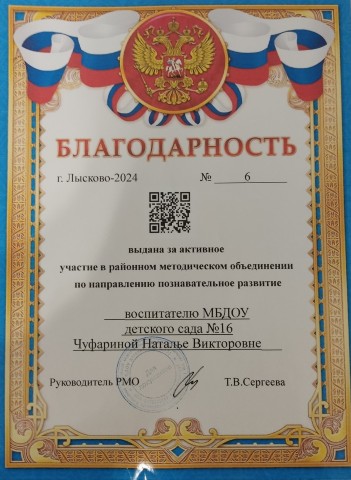 БЛАГОДАРНОСТЬ
г. Лысково-2024 № 6
выдана за активное
участие в районном методическом объединении
по направлению познавательное развитие
воспитателю МБДОУ
детского сада №16
Чуфариной Наталье Викторовне
Руководитель РМО Т.В.Сергеева